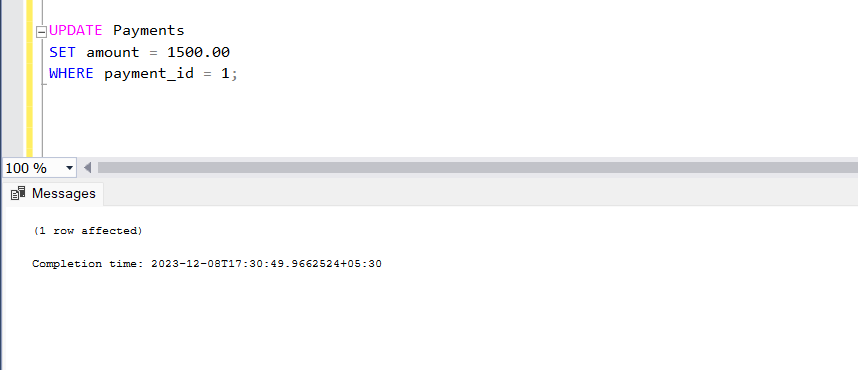 UPDATE Payments
SET amount = 1500.00
WHERE payment_id = 1;
100 %
Messages
(1 row affected)
Completion time: 2023-12-08T17:30:49.9662524+05:30